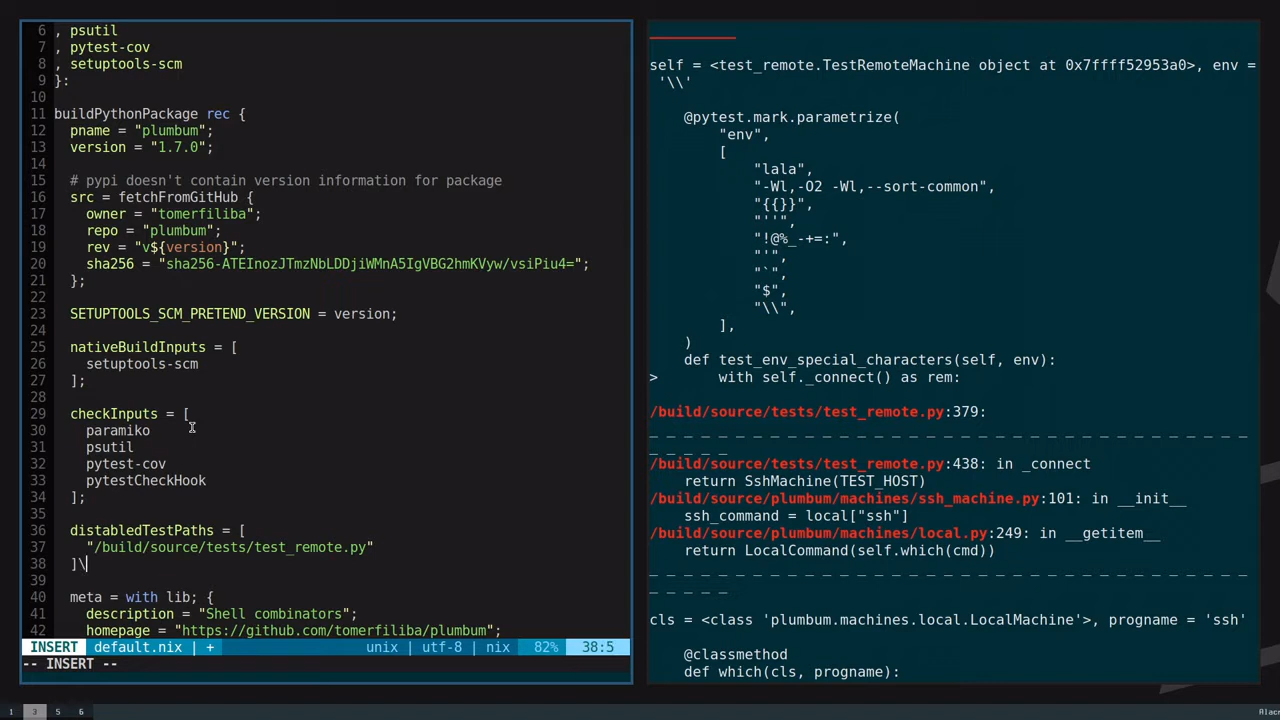 6 , psutil
7 , pytest-cov
8 , setuptools-scm
9 }:
10
11 buildPythonPackage rec {
12 pname = "plumbum";
13 version = "1.7.0";
14
15 # pypi doesn't contain version information for package
16 src = fetchFromGitHub {
17 owner = "tomerfiliba";
18 repo = "plumbum";
19 rev = "v${version}";
20 sha256 = "sha256-ATEInozJTmzNbLDDjiWMnA5IgVBG2hmKVyw/vsiPiu4=";
21 };
22
23 SETUPTOOLS_SCM_PRETEND_VERSION = version;
24
25 nativeBuildInputs = [
26 setuptools-scm
27 ];
28
29 checkInputs = [
30 paramiko
31 psutil
32 pytest-cov
33 pytestCheckHook
34 ];
35
36 distabledTestPaths = [
37 "/build/source/tests/test_remote.py"
38 ]\
39
40 meta = with lib; {
41 description = "Shell combinators";
42 homepage = "https://github.com/tomerfiliba/plumbum";
INSERT default.nix | + unix | utf-8 | nix 82% 38:5
-- INSERT --
self = <test_remote.TestRemoteMachine object at 0x7ffff52953a0>, env =
'\\'
@pytest.mark.parametrize(
"env",
[
"lala",
"-Wl,-O2 -Wl,--sort-common",
"{{}}",
"''",
"!@%_-+=:",
"'",
"`",
"$",
"\\",
],
)
def test_env_special_characters(self, env):
> with self._connect() as rem:
/build/source/tests/test_remote.py:379:
_ _ _ _ _ _ _ _ _ _ _ _ _ _ _ _ _ _ _ _ _ _ _ _ _ _ _ _ _ _ _ _ _ _ _
_ _ _ _ _
/build/source/tests/test_remote.py:438: in _connect
return SshMachine(TEST_HOST)
/build/source/plumbum/machines/ssh_machine.py:101: in __init__
ssh_command = local["ssh"]
/build/source/plumbum/machines/local.py:249: in __getitem__
return LocalCommand(self.which(cmd))
_ _ _ _ _ _ _ _ _ _ _ _ _ _ _ _ _ _ _ _ _ _ _ _ _ _ _ _ _ _ _ _ _ _ _
_ _ _ _ _
cls = <class 'plumbum.machines.local.LocalMachine'>, progname = 'ssh'
@classmethod
def which(cls, progname):
1 3 5 6 Alacr